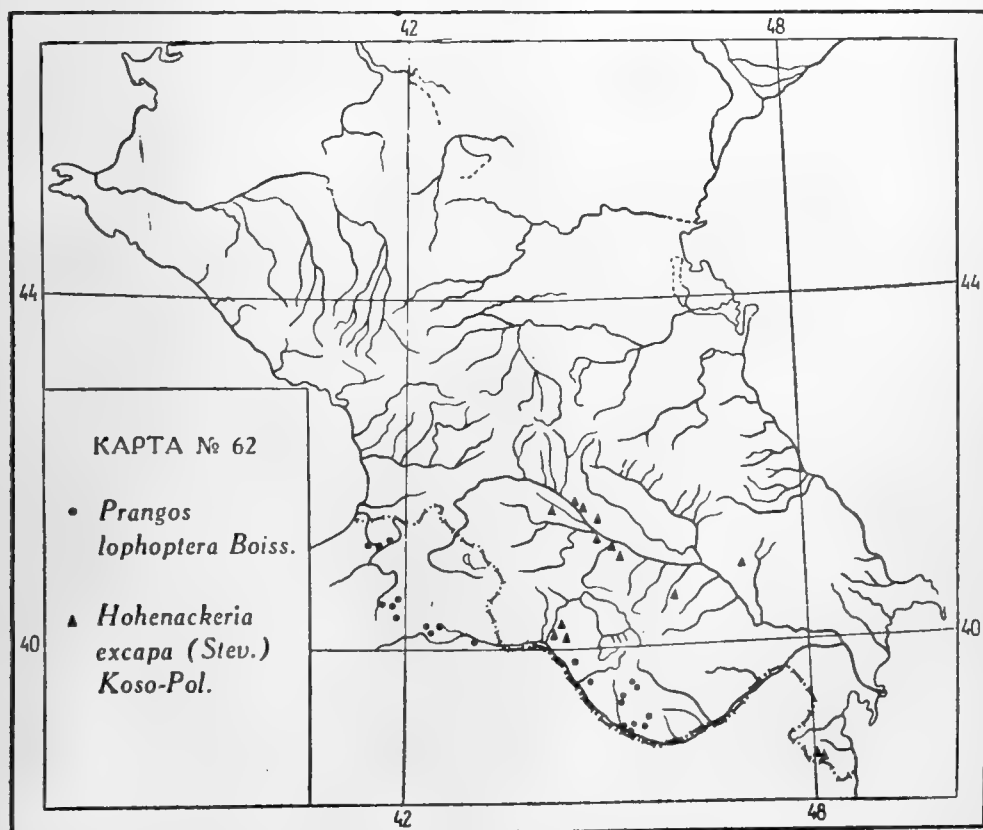 42
48
44
44
КАРТА № 62
Prangos
lophoptera Boiss.
Hohenackeria
excapa (Stev.)
Koso-Pol.
40
40
42
48